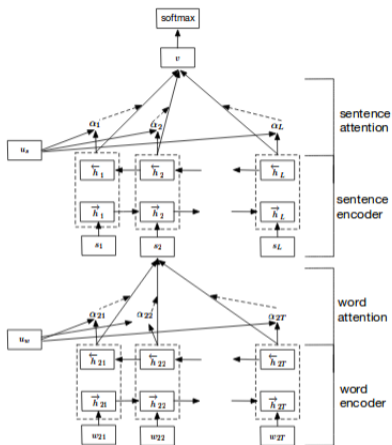 softmax
v
α1 α2 αL
sentence attention
us
←h1 ←h2 ←hL
sentence encoder
→h1 →h2 →hL
s1 s2 sL
word attention
α21 α22 α2T
uw
←h21 ←h22 ←h2T
word encoder
→h21 →h22 →h2T
w21 w22 w2T